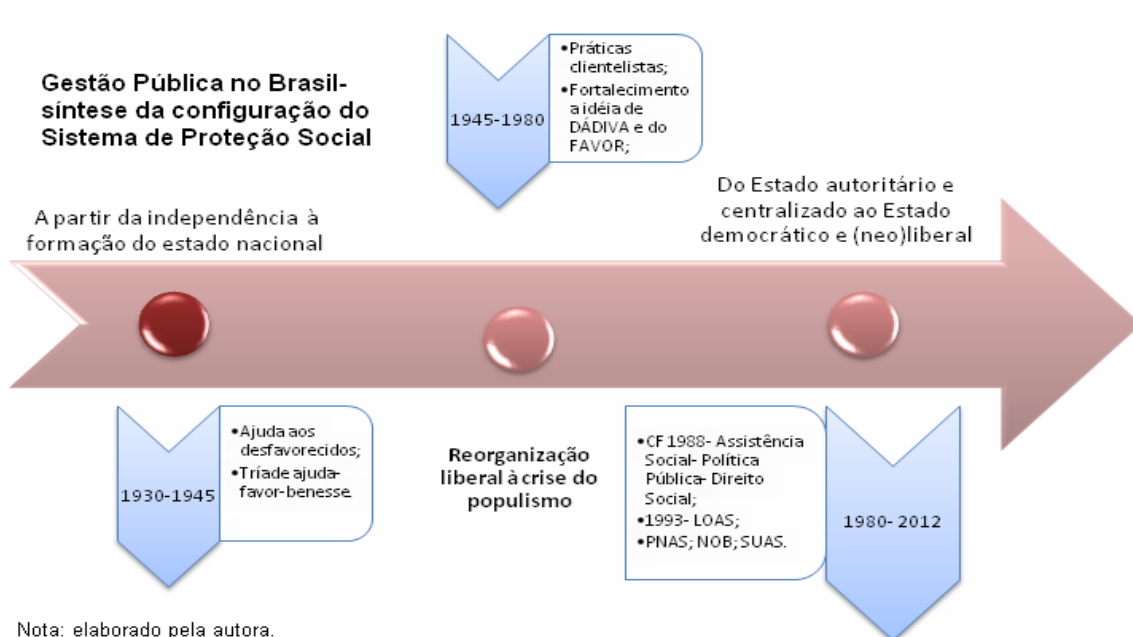 Gestão Pública no Brasil-
síntese da configuração do
Sistema de Proteção Social
1945-1980
•Práticas
clientelistas;
•Fortalecimento
a idéia de
DÁDIVA e do
FAVOR;
A partir da independência à
formação do estado nacional
Do Estado autoritário e
centralizado ao Estado
democrático e (neo)liberal
1930-1945
•Ajuda aos
desfavorecidos;
•Tríade ajuda-
favor-benesse.
Reorganização
liberal à crise do
populismo
•CF 1988- Assistência
Social- Política
Pública- Direito
Social;
•1993- LOAS;
•PNAS; NOB; SUAS.
1980- 2012
Nota: elaborado pela autora.